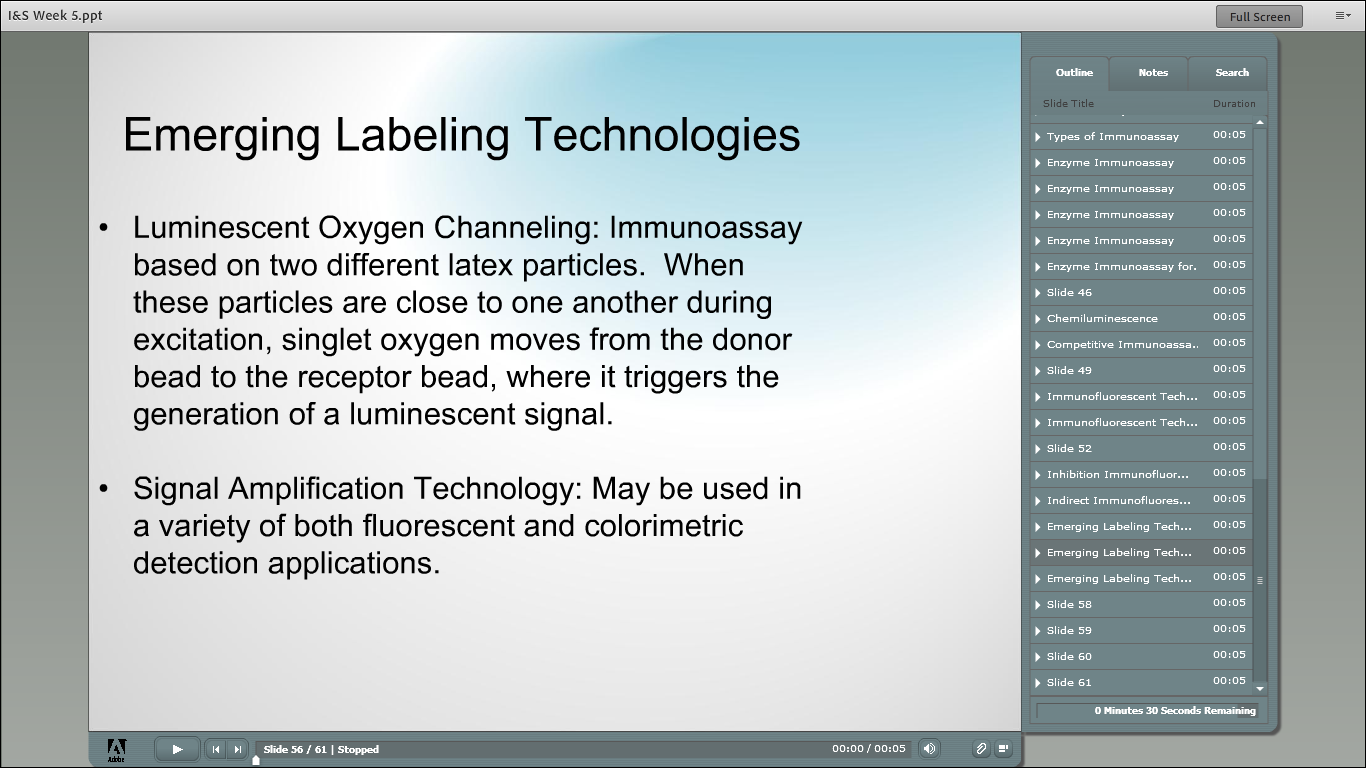 I&S Week 5.ppt
Full Screen
Emerging Labeling Technologies
• Luminescent Oxygen Channeling: Immunoassay
based on two different latex particles.  When
these particles are close to one another during
excitation, singlet oxygen moves from the donor
bead to the receptor bead, where it triggers the
generation of a luminescent signal.
• Signal Amplification Technology: May be used in
a variety of both fluorescent and colorimetric
detection applications.
Outline Notes Search
Slide Title Duration
Types of Immunoassay 00:05
Enzyme Immunoassay 00:05
Enzyme Immunoassay 00:05
Enzyme Immunoassay 00:05
Enzyme Immunoassay 00:05
Enzyme Immunoassay for. 00:05
Slide 46 00:05
Chemiluminescence 00:05
Competitive Immunoassa.. 00:05
Slide 49 00:05
Immunofluorescent Tech... 00:05
Immunofluorescent Tech... 00:05
Slide 52 00:05
Inhibition Immunofluor... 00:05
Indirect Immunofluores... 00:05
Emerging Labeling Tech... 00:05
Emerging Labeling Tech... 00:05
Emerging Labeling Tech... 00:05
Slide 58 00:05
Slide 59 00:05
Slide 60 00:05
Slide 61 00:05
0 Minutes 30 Seconds Remaining
Adobe
Slide 56 / 61 | Stopped
00:00 / 00:05